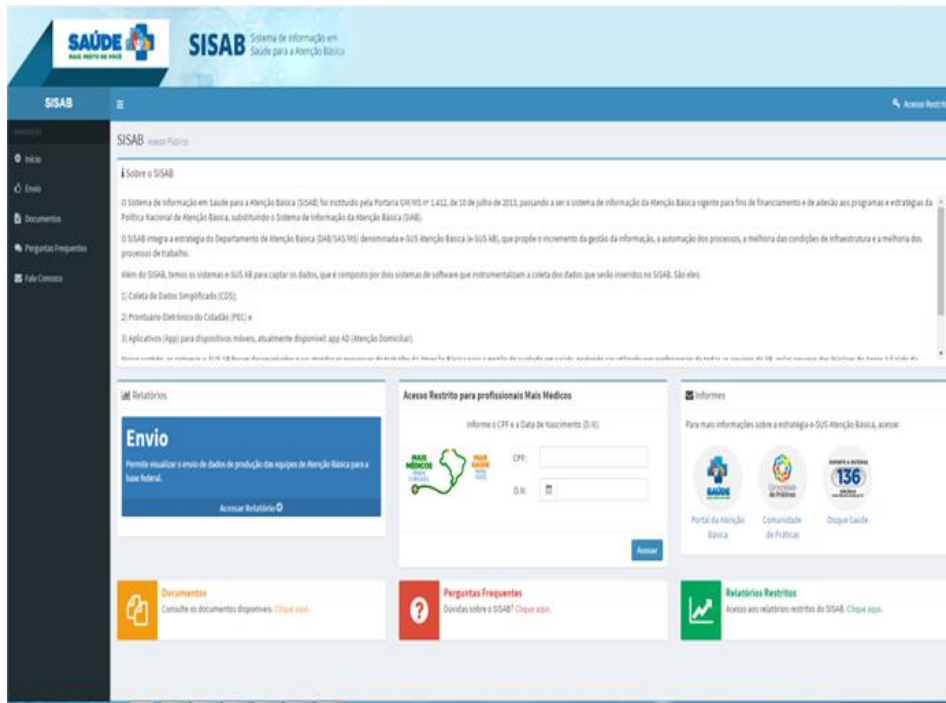 SAÚDE
MAIS PERTO DE VOCÊ
SISAB
Sistema de Informação em
Saúde para a Atenção Básica
SISAB
Acesso Restrito
Início
Envio
Documentos
Perguntas Frequentes
Fale Conosco
SISAB Acesso Público
Sobre o SISAB
O Sistema de Informação em Saúde para a Atenção Básica (SISAB) foi instituído pela Portaria GM/MS nº 1.412, de 10 de julho de 2013, passando a ser o sistema de informação da Atenção Básica vigente para fins de financiamento e de adesão aos programas e estratégias da
Política Nacional de Atenção Básica, substituindo o Sistema de Informação da Atenção Básica (SIAB).
O SISAB integra a estratégia do Departamento de Atenção Básica (DAB/SAS/MS) denominada e-SUS Atenção Básica (e-SUS AB), que propõe o incremento da gestão da informação, a automação dos processos, a melhoria das condições de infraestrutura e a melhoria dos
processos de trabalho.
Além do SISAB, temos os sistemas e-SUS AB para captar os dados, que é composto por dois sistemas de software que instrumentalizam a coleta dos dados que serão inseridos no SISAB. São eles:
1) Coleta de Dados Simplificado (CDS);
2) Prontuário Eletrônico do Cidadão (PEC) e
3) Aplicativos (App) para dispositivos móveis, atualmente disponível: app AD (Atenção Domiciliar).
Relatórios
Envio
Permite visualizar o envio de dados de produção das equipes de Atenção Básica para a
base federal.
Acessar Relatório
Acesso Restrito para profissionais Mais Médicos
Informe o CPF e a Data de Nascimento (D.N):
MAIS
MÉDICOS
PARA
O BRASIL
MAIS
SAÚDE
PARA
VOCÊ
CPF:
D.N:
Acessar
Informes
Para mais informações sobre a estratégia e-SUS Atenção Básica, acesse:
SAÚDE
Comunidade
de Práticas
136
Portal da Atenção
Básica
Comunidade
de Práticas
Disque Saúde
Documentos
Consulte os documentos disponíveis. Clique aqui.
Perguntas Frequentes
Dúvidas sobre o SISAB? Clique aqui.
Relatórios Restritos
Acesso aos relatórios restritos do SISAB. Clique aqui.